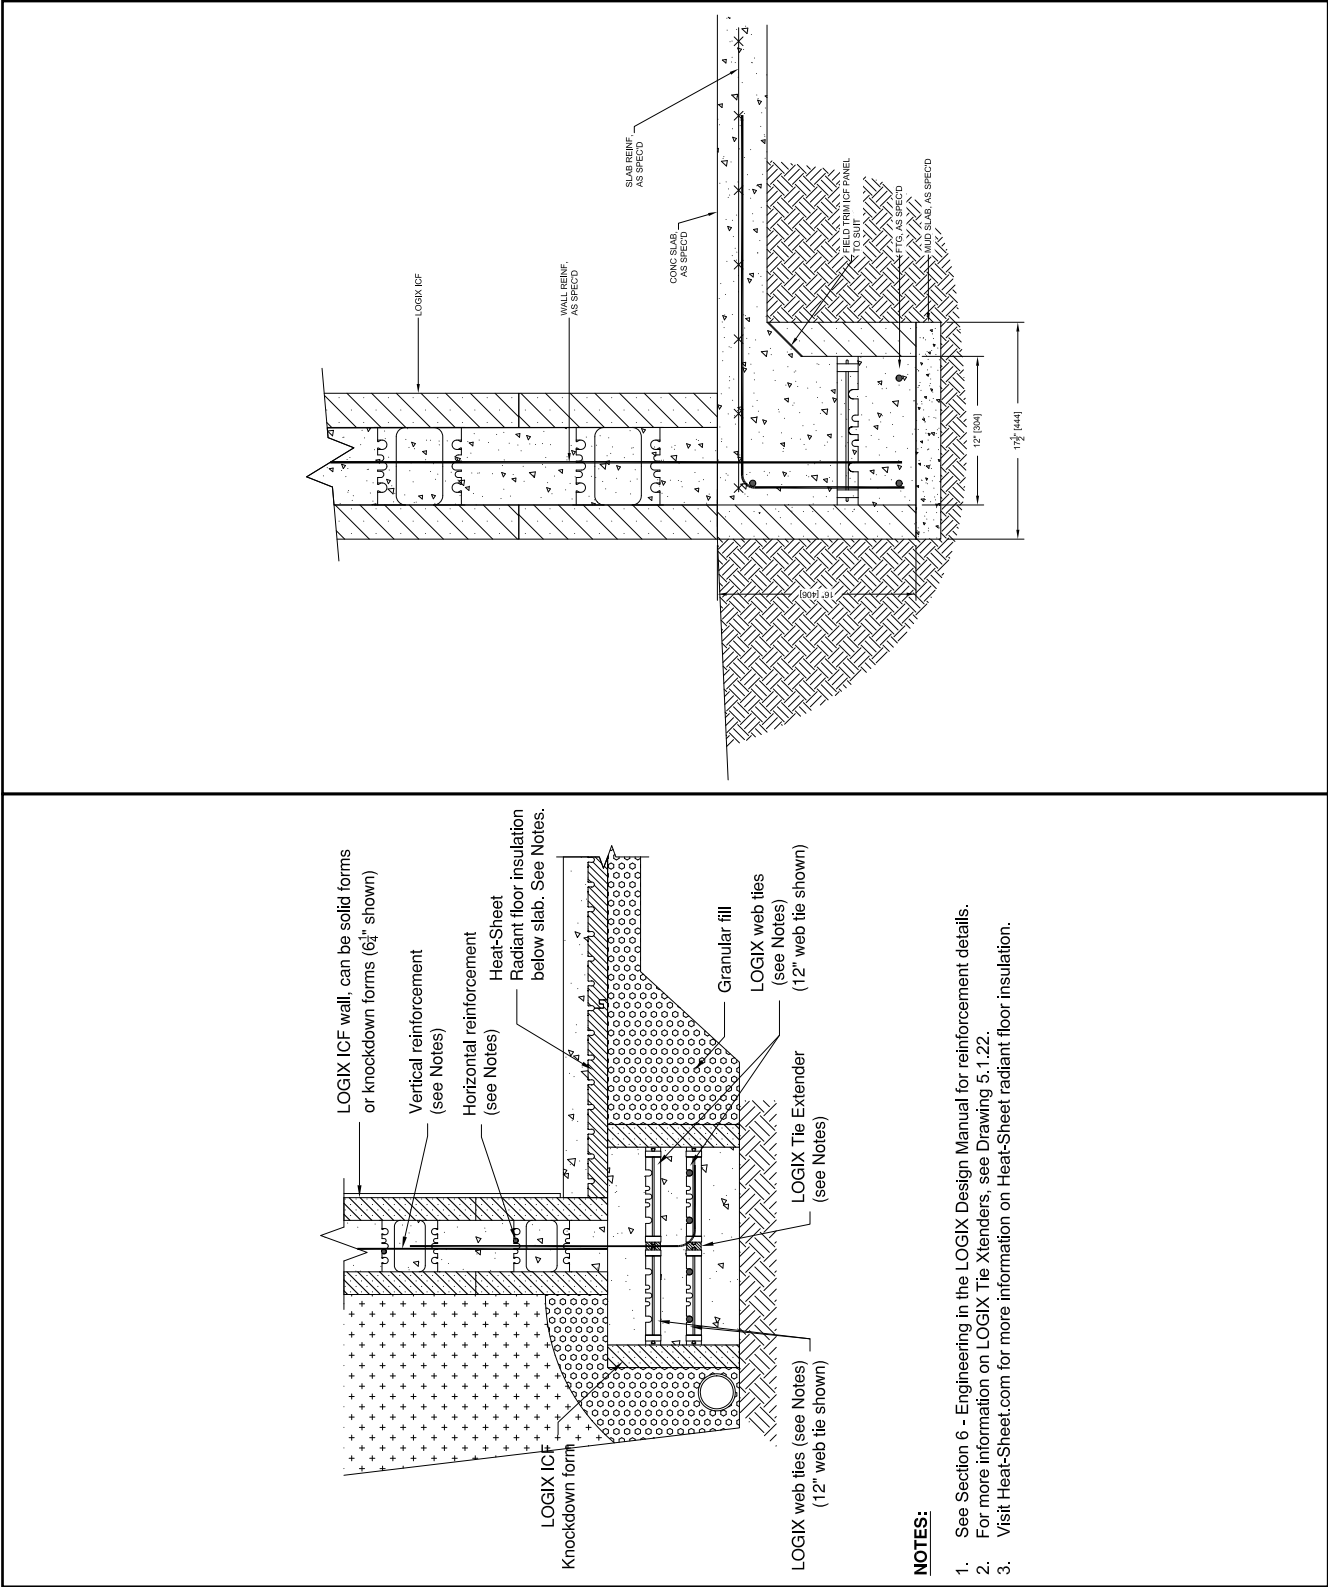 LOGIX ICF wall, can be solid forms
or knockdown forms (6 1/4" shown)
Vertical reinforcement
(see Notes)
Horizontal reinforcement
(see Notes)
Heat-Sheet
Radiant floor insulation
below slab. See Notes.
Granular fill
LOGIX web ties
(see Notes)
(12" web tie shown)
LOGIX Tie Extender
(see Notes)
LOGIX ICF
Knockdown form
LOGIX web ties (see Notes)
(12" web tie shown)
NOTES:
1. See Section 6 - Engineering in the LOGIX Design Manual for reinforcement details.
2. For more information on LOGIX Tie Xtenders, see Drawing 5.1.22.
3. Visit Heat-Sheet.com for more information on Heat-Sheet radiant floor insulation.
LOGIX ICF
WALL REINF,
AS SPEC'D
SLAB REINF,
AS SPEC'D
CONC SLAB,
AS SPEC'D
FIELD TRIM ICF PANEL
TO SUIT
FTG, AS SPEC'D
MUD SLAB, AS SPEC'D
16" [406]
12" [304]
17 1/2" [444]